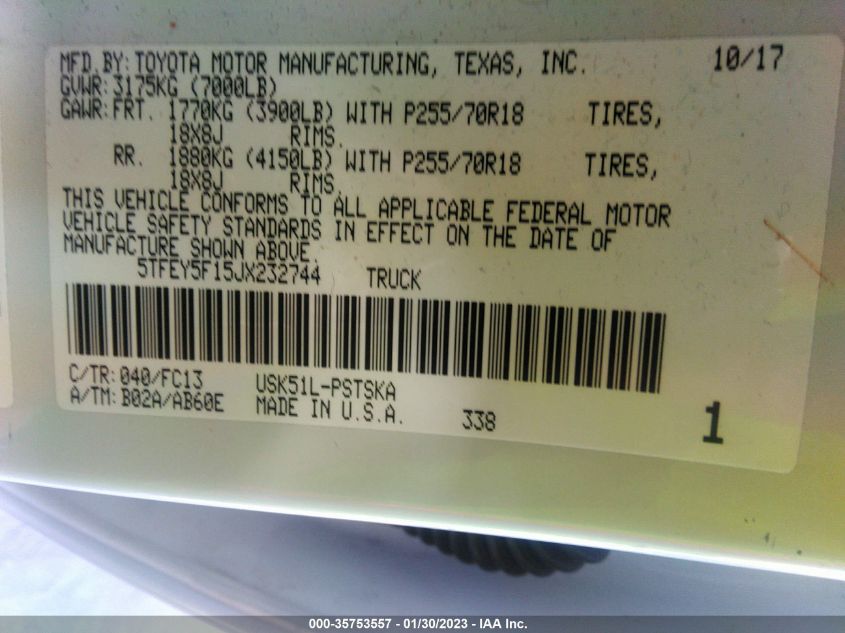 MFD. BY: TOYOTA MOTOR MANUFACTURING, TEXAS, INC. 10/17
GVWR: 3175KG (7000LB)
GAWR: FRT. 1770KG (3900LB) WITH P255/70R18 TIRES,
18X8J RIMS.
RR. 1880KG (4150LB) WITH P255/70R18 TIRES,
18X8J RIMS.
THIS VEHICLE CONFORMS TO ALL APPLICABLE FEDERAL MOTOR
VEHICLE SAFETY STANDARDS IN EFFECT ON THE DATE OF
MANUFACTURE SHOWN ABOVE.
5TFEY5F15JX232744 TRUCK
C/TR: 040/FC13 USK51L-PSTSKA
A/TM: B02A/AB60E MADE IN U.S.A. 338 1
000-35753557 - 01/30/2023 - IAA Inc.